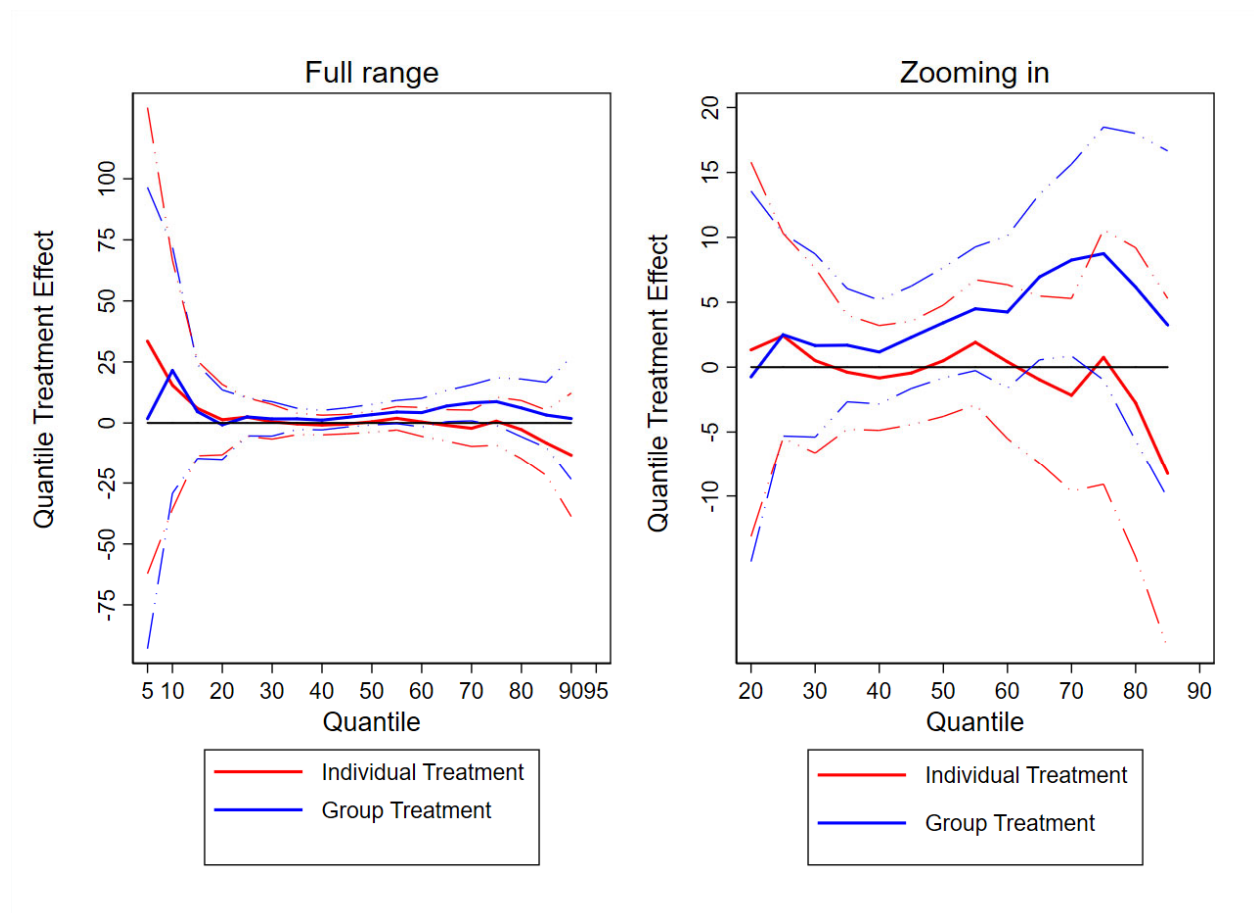 Full range
Quantile Treatment Effect
100
75
50
25
0
-25
-50
-75
5 10 20 30 40 50 60 70 80 90 95
Quantile
Individual Treatment
Group Treatment
Zooming in
Quantile Treatment Effect
20
15
10
5
0
-5
-10
20 30 40 50 60 70 80 90
Quantile
Individual Treatment
Group Treatment